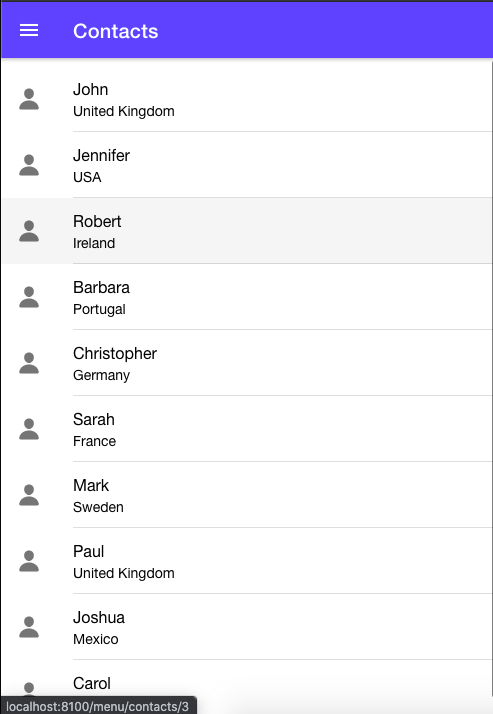 Contacts
John
United Kingdom
Jennifer
USA
Robert
Ireland
Barbara
Portugal
Christopher
Germany
Sarah
France
Mark
Sweden
Paul
United Kingdom
Joshua
Mexico
Carol
localhost:8100/menu/contacts/3